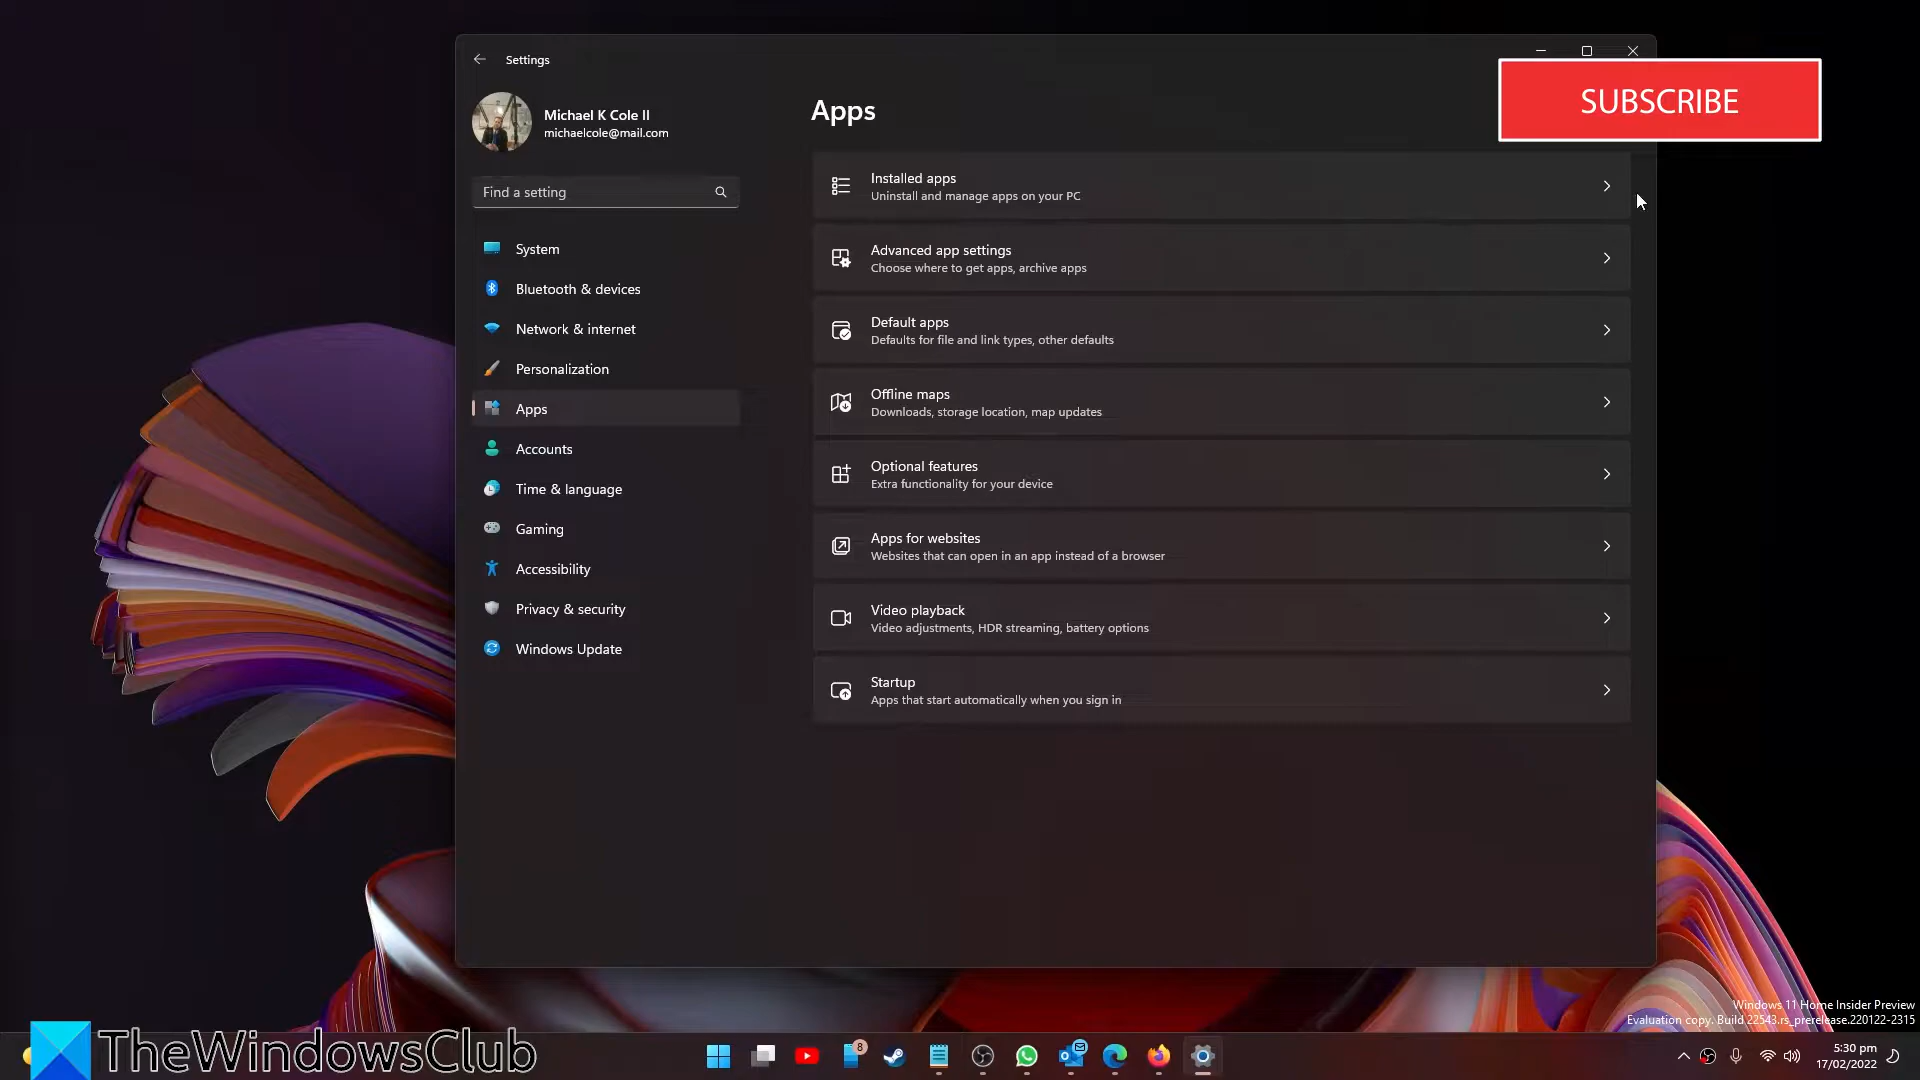 Settings
SUBSCRIBE
Michael K Cole II
michaelcole@mail.com
Find a setting
System
Bluetooth & devices
Network & internet
Personalization
Apps
Accounts
Time & language
Gaming
Accessibility
Privacy & security
Windows Update
Apps
Installed apps
Uninstall and manage apps on your PC
Advanced app settings
Choose where to get apps, archive apps
Default apps
Defaults for file and link types, other defaults
Offline maps
Downloads, storage location, map updates
Optional features
Extra functionality for your device
Apps for websites
Websites that can open in an app instead of a browser
Video playback
Video adjustments, HDR streaming, battery options
Startup
Apps that start automatically when you sign in
Windows 11 Home Insider Preview
Evaluation copy. Build 22543.rs_prerelease.220122-2315
TheWindowsClub
8
5:30 pm
17/02/2022